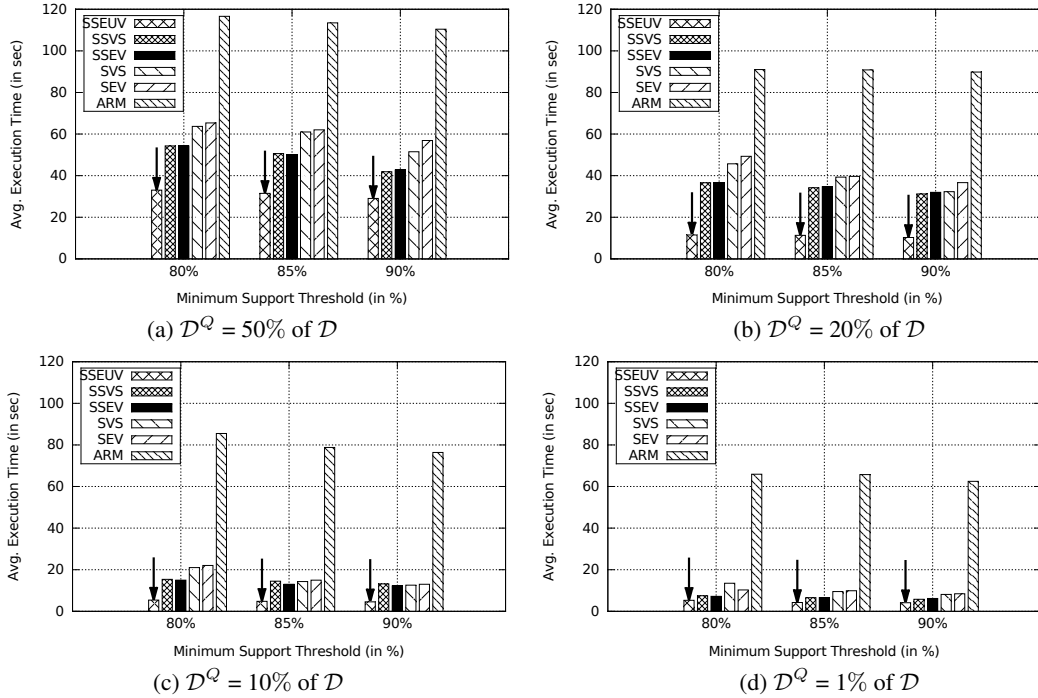 120
100
80
60
40
20
0
Avg. Execution Time (in sec)
SSEUV
SSVS
SSEV
SVS
SEV
ARM
80% 85% 90%
Minimum Support Threshold (in %)
(a) 𝒟^Q = 50% of 𝒟
120
100
80
60
40
20
0
Avg. Execution Time (in sec)
SSEUV
SSVS
SSEV
SVS
SEV
ARM
80% 85% 90%
Minimum Support Threshold (in %)
(b) 𝒟^Q = 20% of 𝒟
120
100
80
60
40
20
0
Avg. Execution Time (in sec)
SSEUV
SSVS
SSEV
SVS
SEV
ARM
80% 85% 90%
Minimum Support Threshold (in %)
(c) 𝒟^Q = 10% of 𝒟
120
100
80
60
40
20
0
Avg. Execution Time (in sec)
SSEUV
SSVS
SSEV
SVS
SEV
ARM
80% 85% 90%
Minimum Support Threshold (in %)
(d) 𝒟^Q = 1% of 𝒟